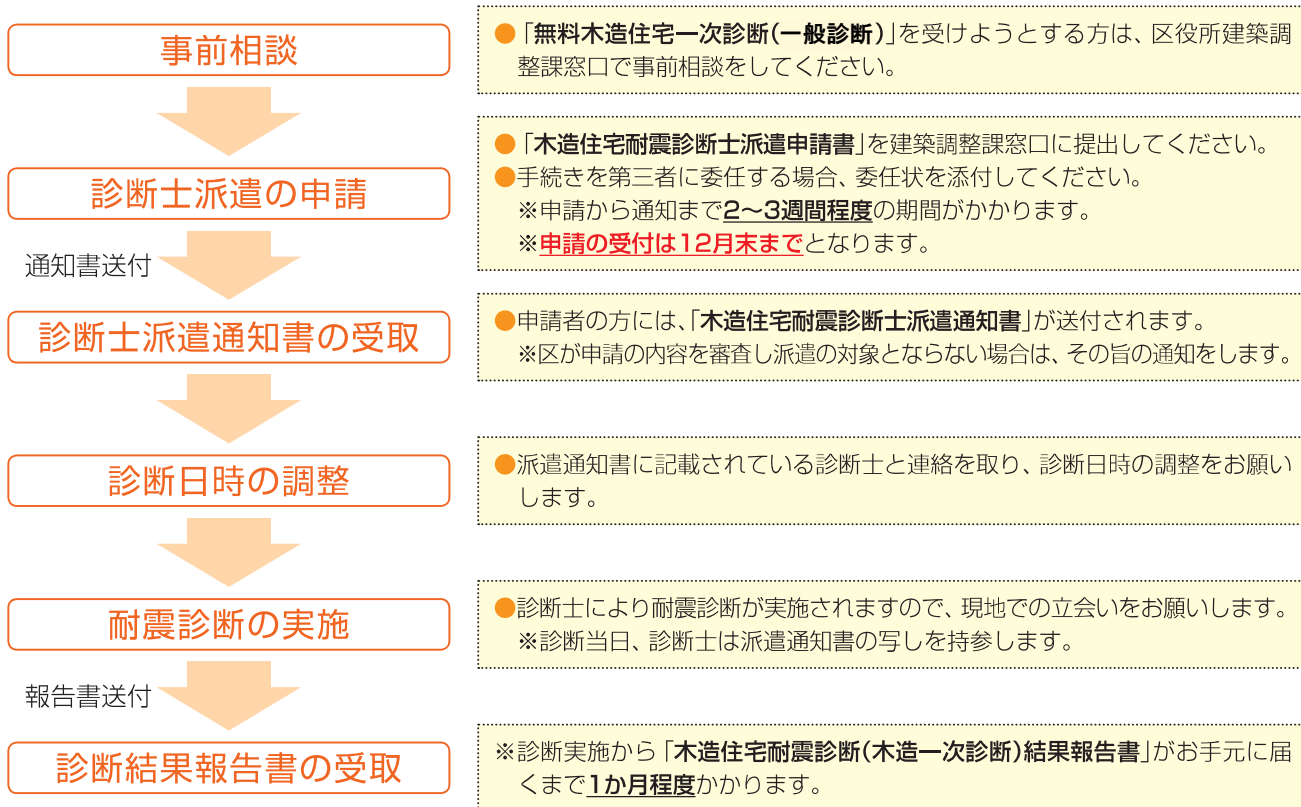 事前相談
●「無料木造住宅一次診断(一般診断)」を受けようとする方は、区役所建築調
整課窓口で事前相談をしてください。
診断士派遣の申請
●「木造住宅耐震診断士派遣申請書」を建築調整課窓口に提出してください。
●手続きを第三者に委任する場合、委任状を添付してください。
※申請から通知まで2〜3週間程度の期間がかかります。
※申請の受付は12月末までとなります。
通知書送付
診断士派遣通知書の受取
●申請者の方には、「木造住宅耐震診断士派遣通知書」が送付されます。
※区が申請の内容を審査し派遣の対象とならない場合は、その旨の通知をします。
診断日時の調整
●派遣通知書に記載されている診断士と連絡を取り、診断日時の調整をお願い
します。
耐震診断の実施
●診断士により耐震診断が実施されますので、現地での立会いをお願いします。
※診断当日、診断士は派遣通知書の写しを持参します。
報告書送付
診断結果報告書の受取
※診断実施から「木造住宅耐震診断(木造一次診断)結果報告書」がお手元に届
くまで1か月程度かかります。